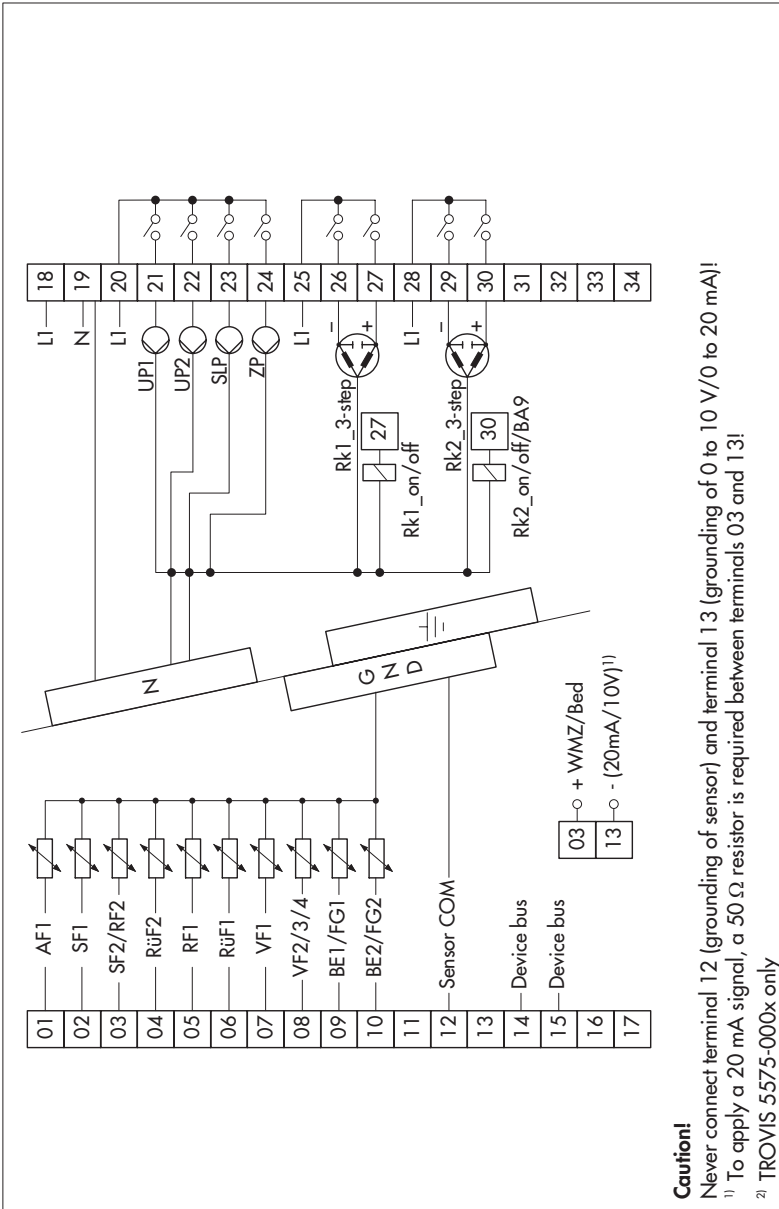 01 AF1
02 SF1
03 SF2/RF2
04 RüF2
05 RF1
06 RüF1
07 VF1
08 VF2/3/4
09 BE1/FG1
10 BE2/FG2
11
12 Sensor COM
13
14 Device bus
15 Device bus
16
17
03 + WMZ/Bed
13 - (20mA/10V)¹⁾
N
G
N
D
18 L1
19 N
20 L1
21 UP1
22 UP2
23 SLP
24 ZP
25 L1
26 −
27 +
Rk1_3-step
27
Rk1_on/off
28 L1
29 −
30 +
Rk2_3-step
30
Rk2_on/off/BA9
31
32
33
34
Caution!
Never connect terminal 12 (grounding of sensor) and terminal 13 (grounding of 0 to 10 V/0 to 20 mA)!
¹⁾ To apply a 20 mA signal, a 50 Ω resistor is required between terminals 03 and 13!
²⁾ TROVIS 5575-000x only